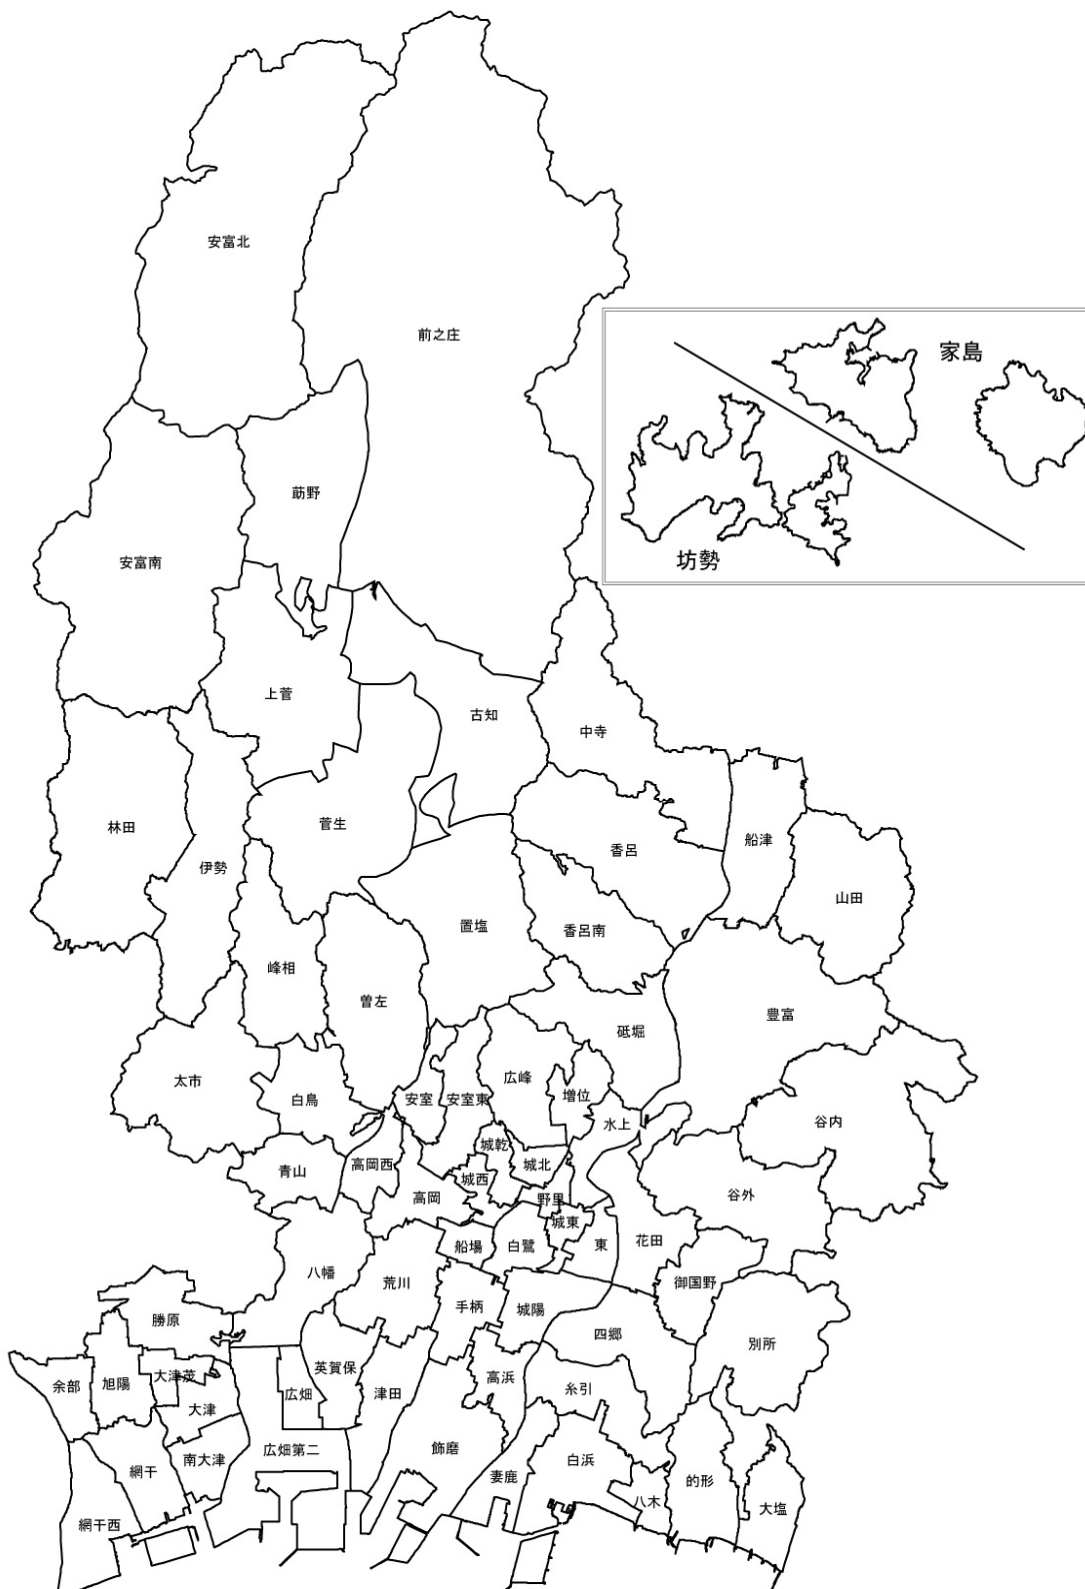 安富北
前之庄
家島
坊勢
莇野
安富南
上菅
古知
中寺
林田
菅生
伊勢
香呂
船津
山田
置塩
香呂南
峰相
曽左
豊富
砥堀
太市
白鳥
安室
安室東
広峰
増位
水上
谷内
青山
高岡西
高岡
城乾
城西
城北
野里
城東
谷外
船場
白鷺
東
花田
八幡
荒川
御国野
手柄
城陽
勝原
四郷
別所
余部
旭陽
大津茂
英賀保
広畑
津田
高浜
糸引
大津
広畑第二
飾磨
南大津
網干
妻鹿
白浜
的形
八木
大塩
網干西